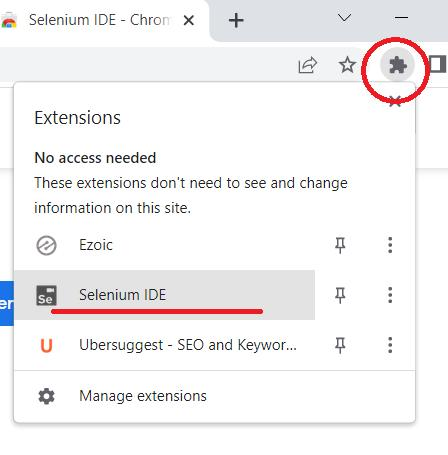 Selenium IDE - Chrom
Extensions
No access needed
These extensions don't need to see and change
information on this site.
Ezoic
Se
Selenium IDE
U
Ubersuggest - SEO and Keywor...
Manage extensions
er